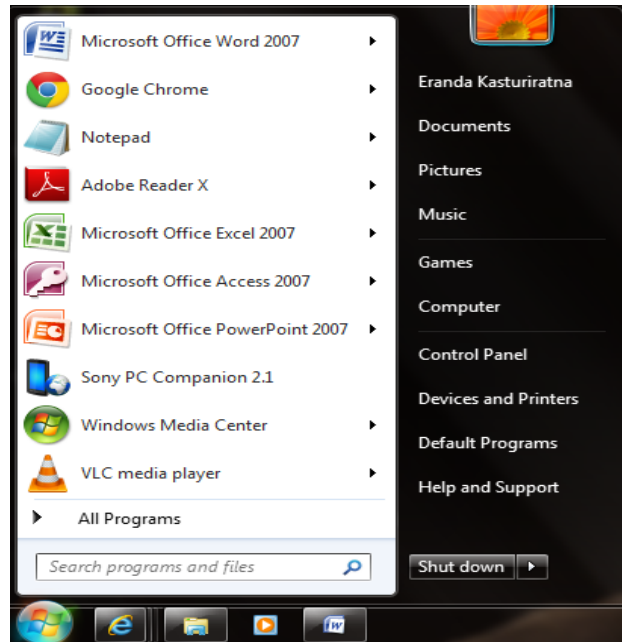 Microsoft Office Word 2007
Google Chrome
Notepad
Adobe Reader X
Microsoft Office Excel 2007
Microsoft Office Access 2007
Microsoft Office PowerPoint 2007
Sony PC Companion 2.1
Windows Media Center
VLC media player
All Programs
Search programs and files
Eranda Kasturiratna
Documents
Pictures
Music
Games
Computer
Control Panel
Devices and Printers
Default Programs
Help and Support
Shut down